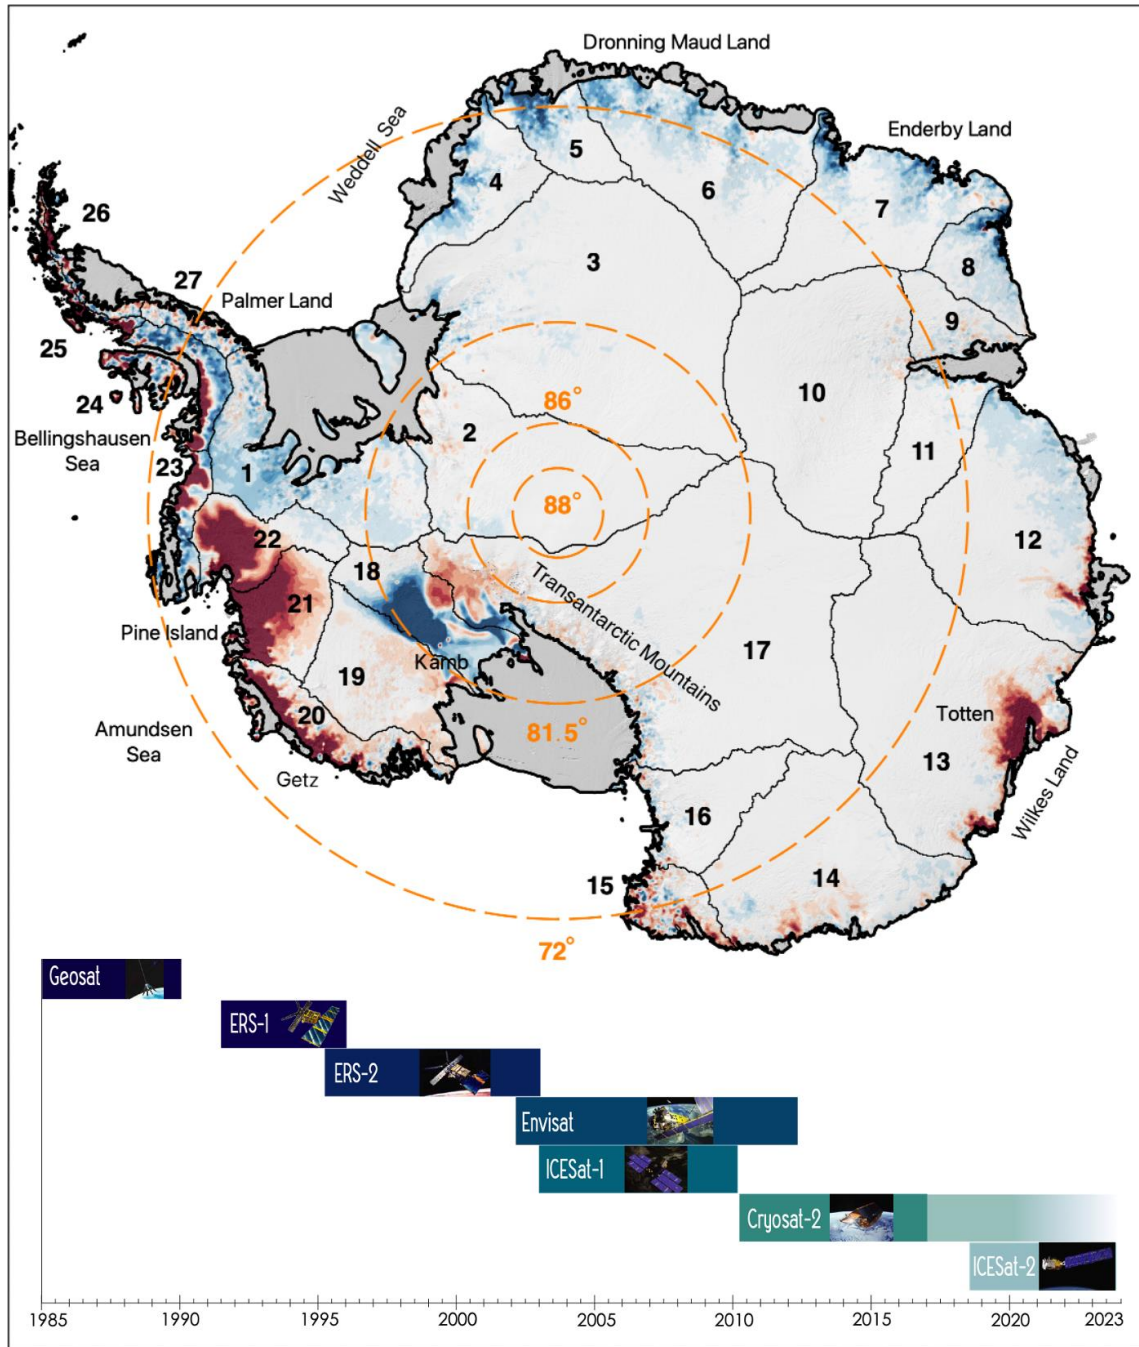 Dronning Maud Land
Weddell Sea
Enderby Land
5
4
6
7
26
3
8
27
Palmer Land
9
25
86°
10
24
2
Bellingshausen
Sea
23
1
11
88°
12
22
18
Transantarctic Mountains
21
Pine Island
Kamb
17
19
20
Totten
Amundsen
Sea
81.5°
13
Getz
Wilkes Land
16
15
14
72°
Geosat
ERS-1
ERS-2
Envisat
ICESat-1
Cryosat-2
ICESat-2
1985 1990 1995 2000 2005 2010 2015 2020 2023